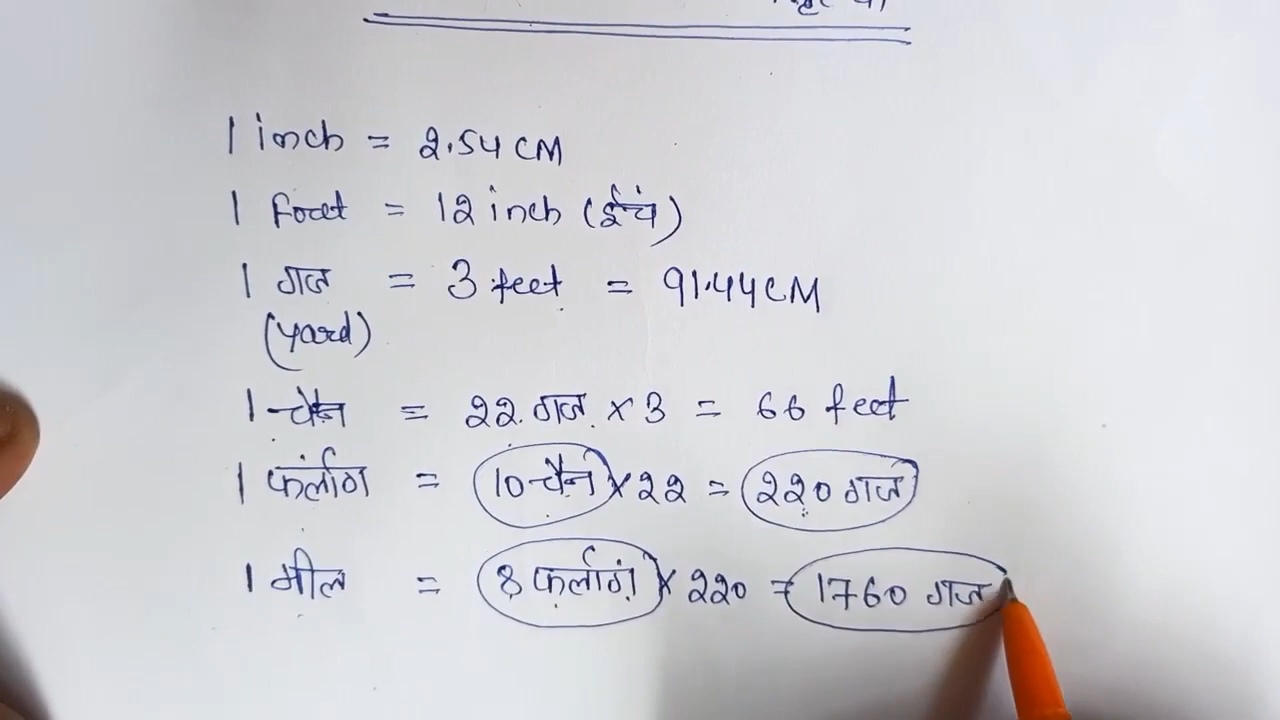 1 inch = 2.54 CM
1 Foot = 12 inch (ईंच)
1 गज = 3 feet = 91.44 CM
(yard)
1 चैन = 22 गज × 3 = 66 feet
1 फर्लांग = 10 चैन × 22 = 220 गज
1 मील = 8 फर्लांग × 220 = 1760 गज